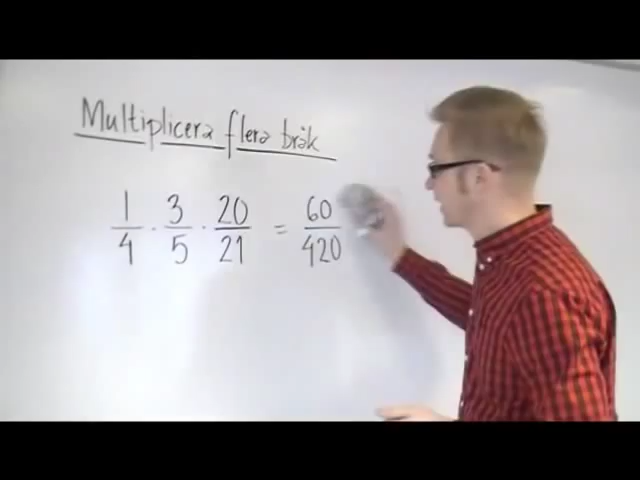 Multiplicera flera bråk
1/4 · 3/5 · 20/21 = 60/420